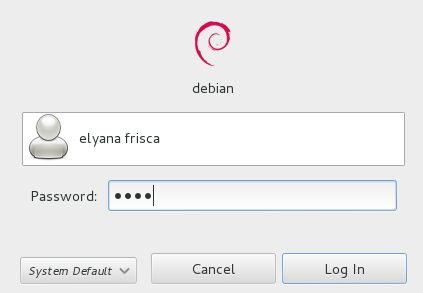 debian
elyana frisca
Password: ••••
System Default
Cancel
Log In